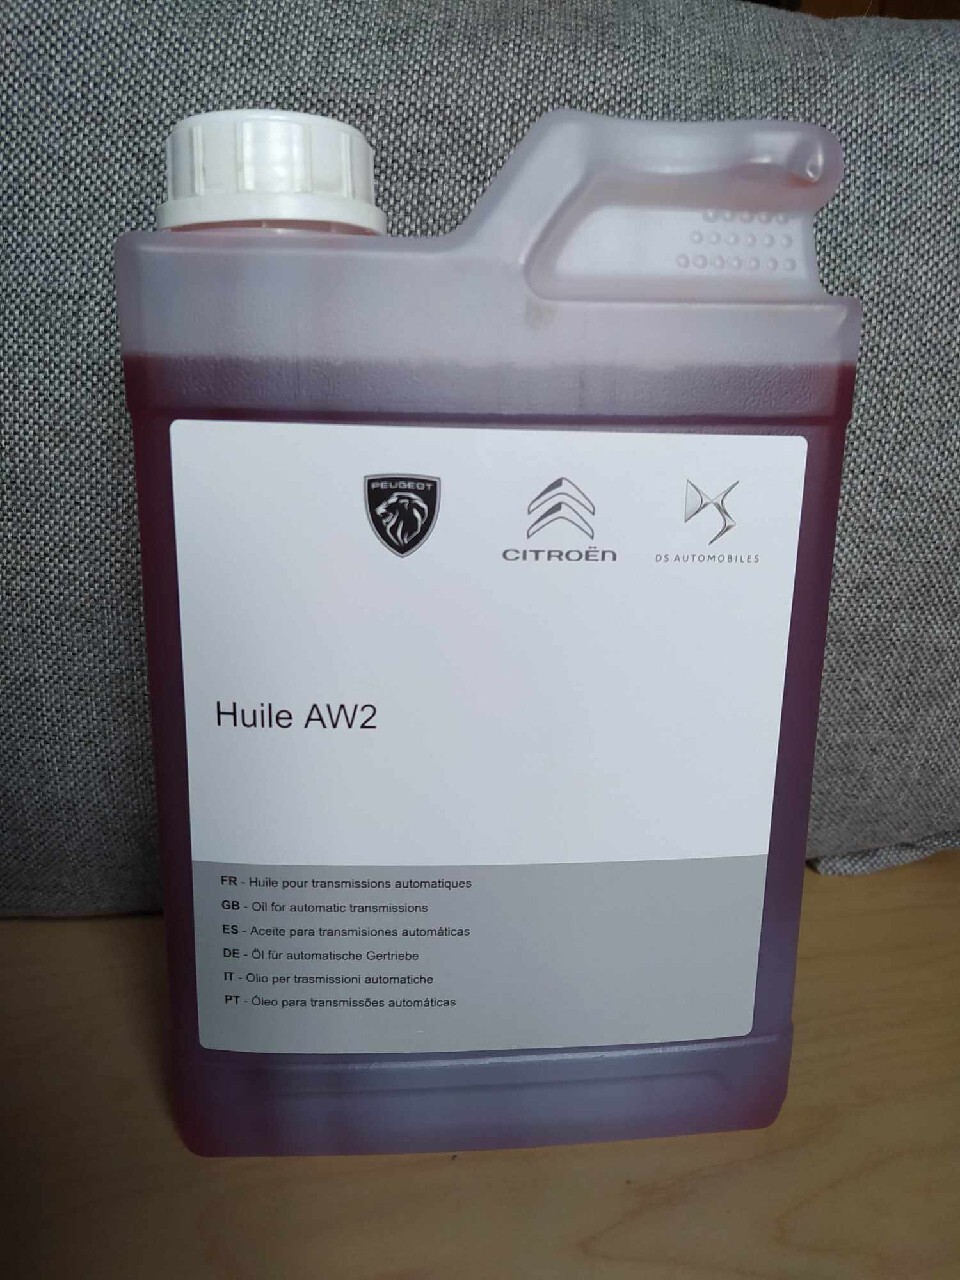 PEUGEOT
CITROËN
DS AUTOMOBILES
Huile AW2
FR - Huile pour transmissions automatiques
GB - Oil for automatic transmissions
ES - Aceite para transmisiones automáticas
DE - Öl für automatische Gertriebe
IT - Olio per trasmissioni automatiche
PT - Óleo para transmissões automáticas